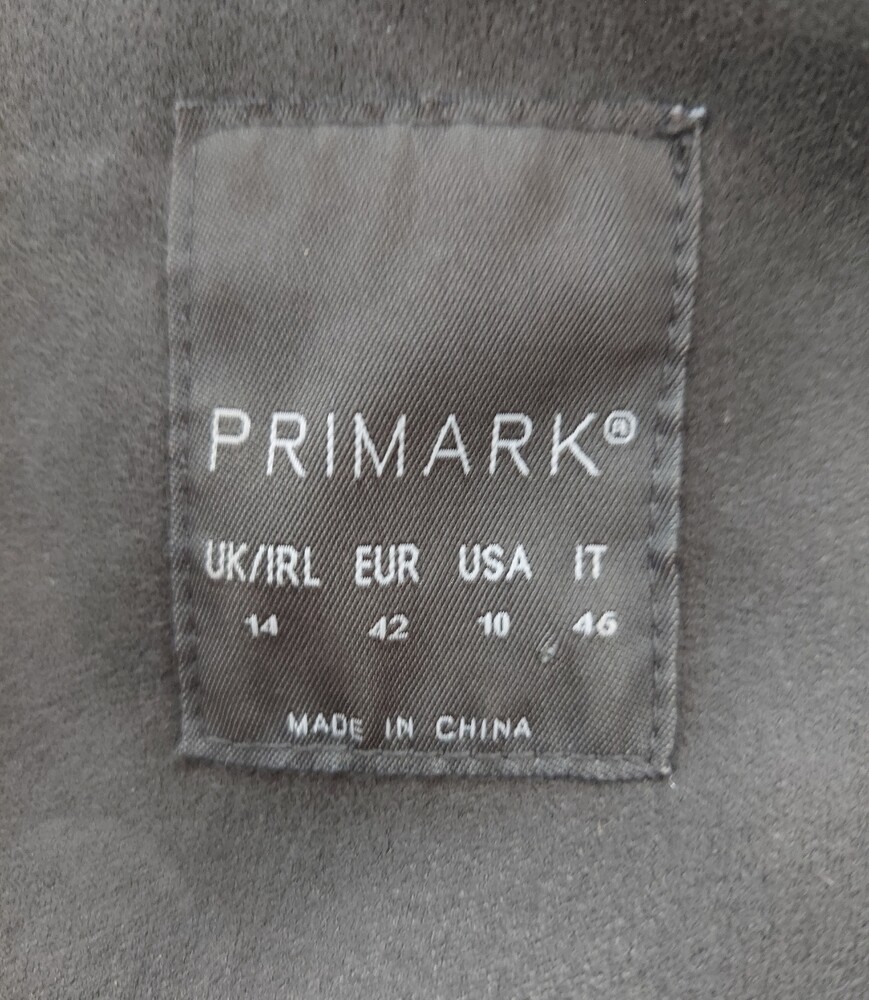 PRIMARK®
UK/IRL EUR USA IT
14 42 10 46
MADE IN CHINA